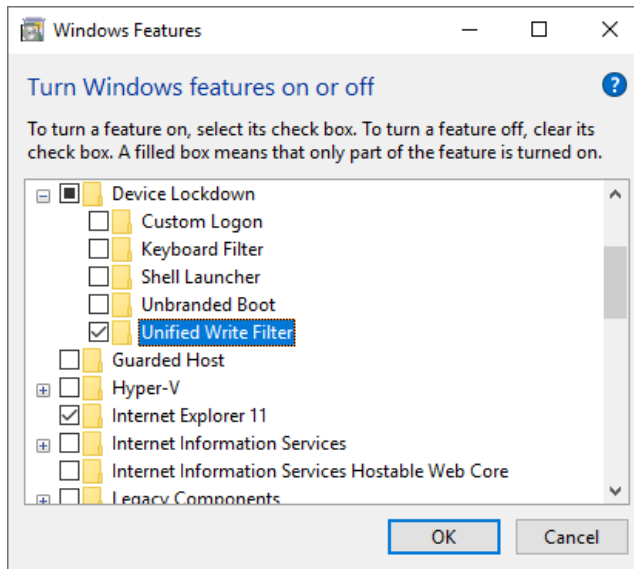 Windows Features
Turn Windows features on or off
To turn a feature on, select its check box. To turn a feature off, clear its
check box. A filled box means that only part of the feature is turned on.
Device Lockdown
Custom Logon
Keyboard Filter
Shell Launcher
Unbranded Boot
Unified Write Filter
Guarded Host
Hyper-V
Internet Explorer 11
Internet Information Services
Internet Information Services Hostable Web Core
Legacy Components
OK Cancel